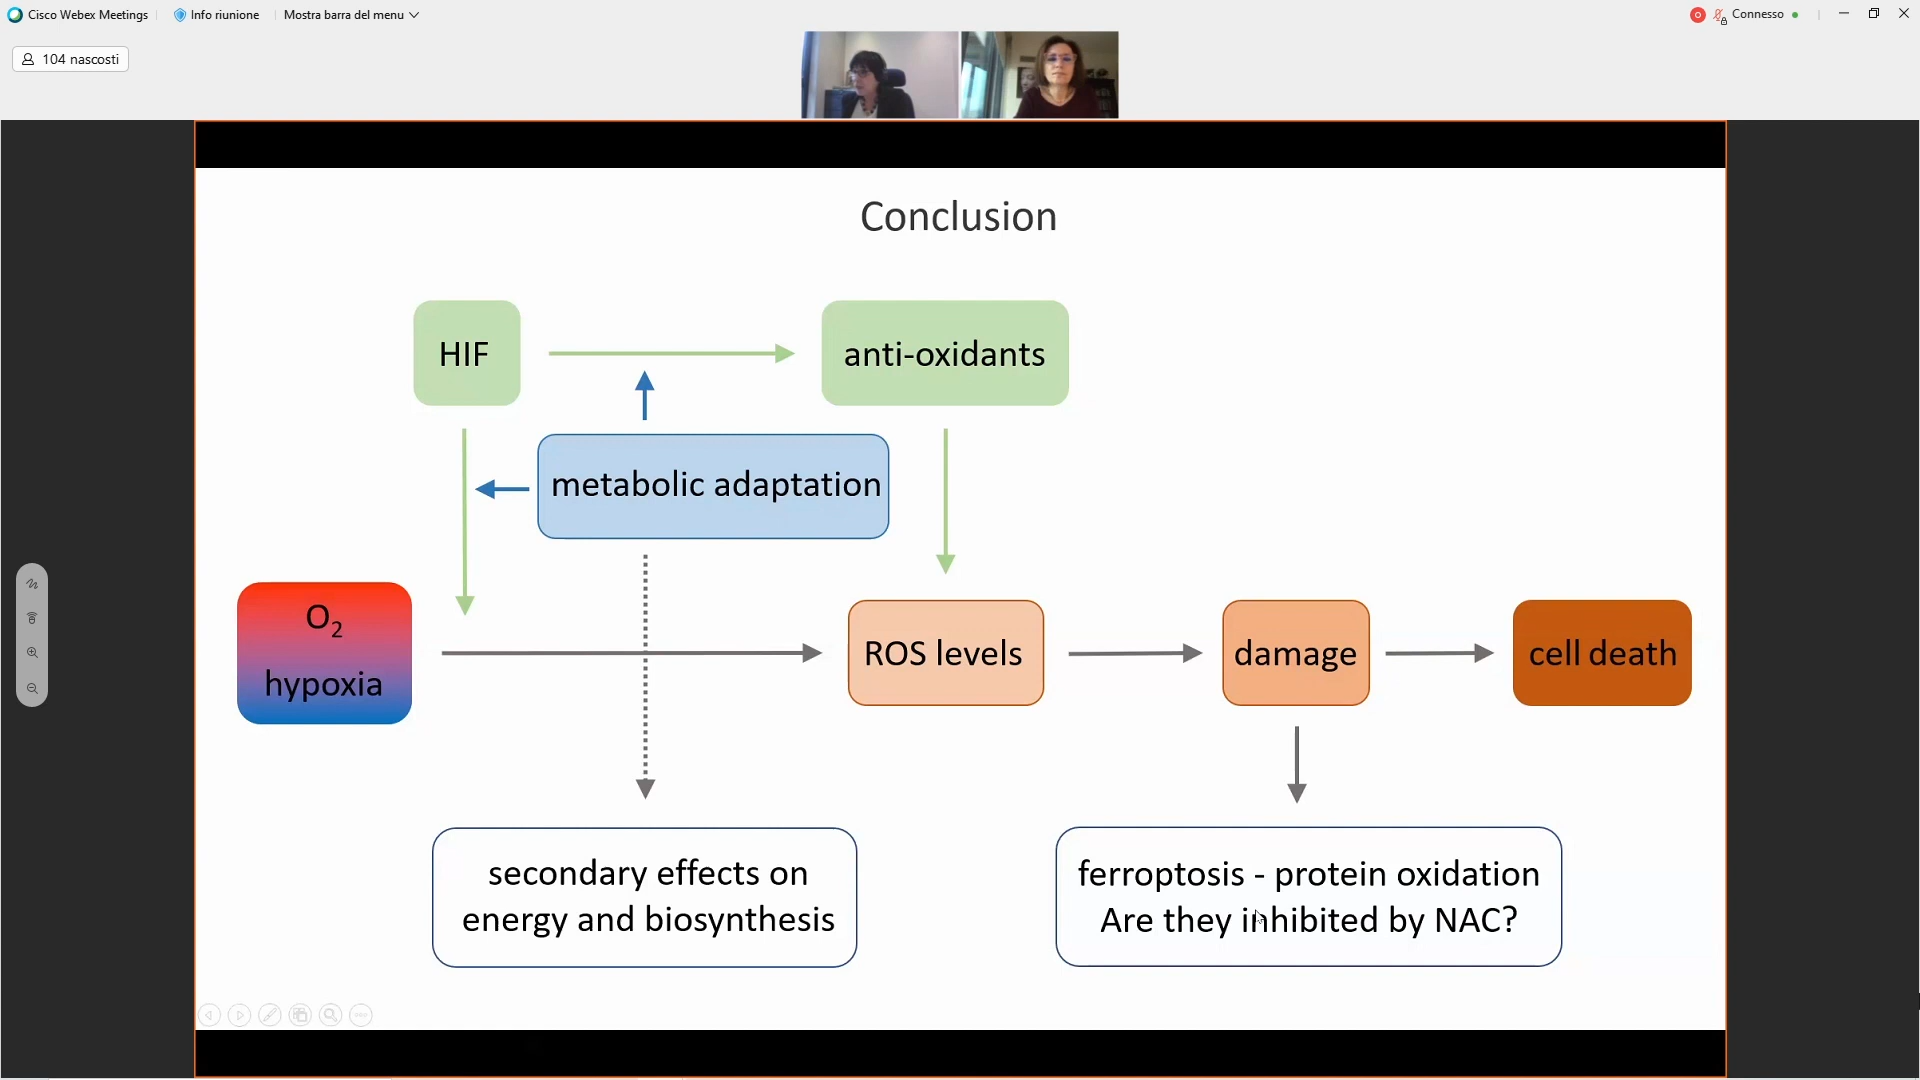 Cisco Webex Meetings
Info riunione
Mostra barra del menu
Connesso
104 nascosti
Conclusion
HIF
anti-oxidants
metabolic adaptation
O₂
hypoxia
ROS levels
damage
cell death
secondary effects on
energy and biosynthesis
ferroptosis - protein oxidation
Are they inhibited by NAC?